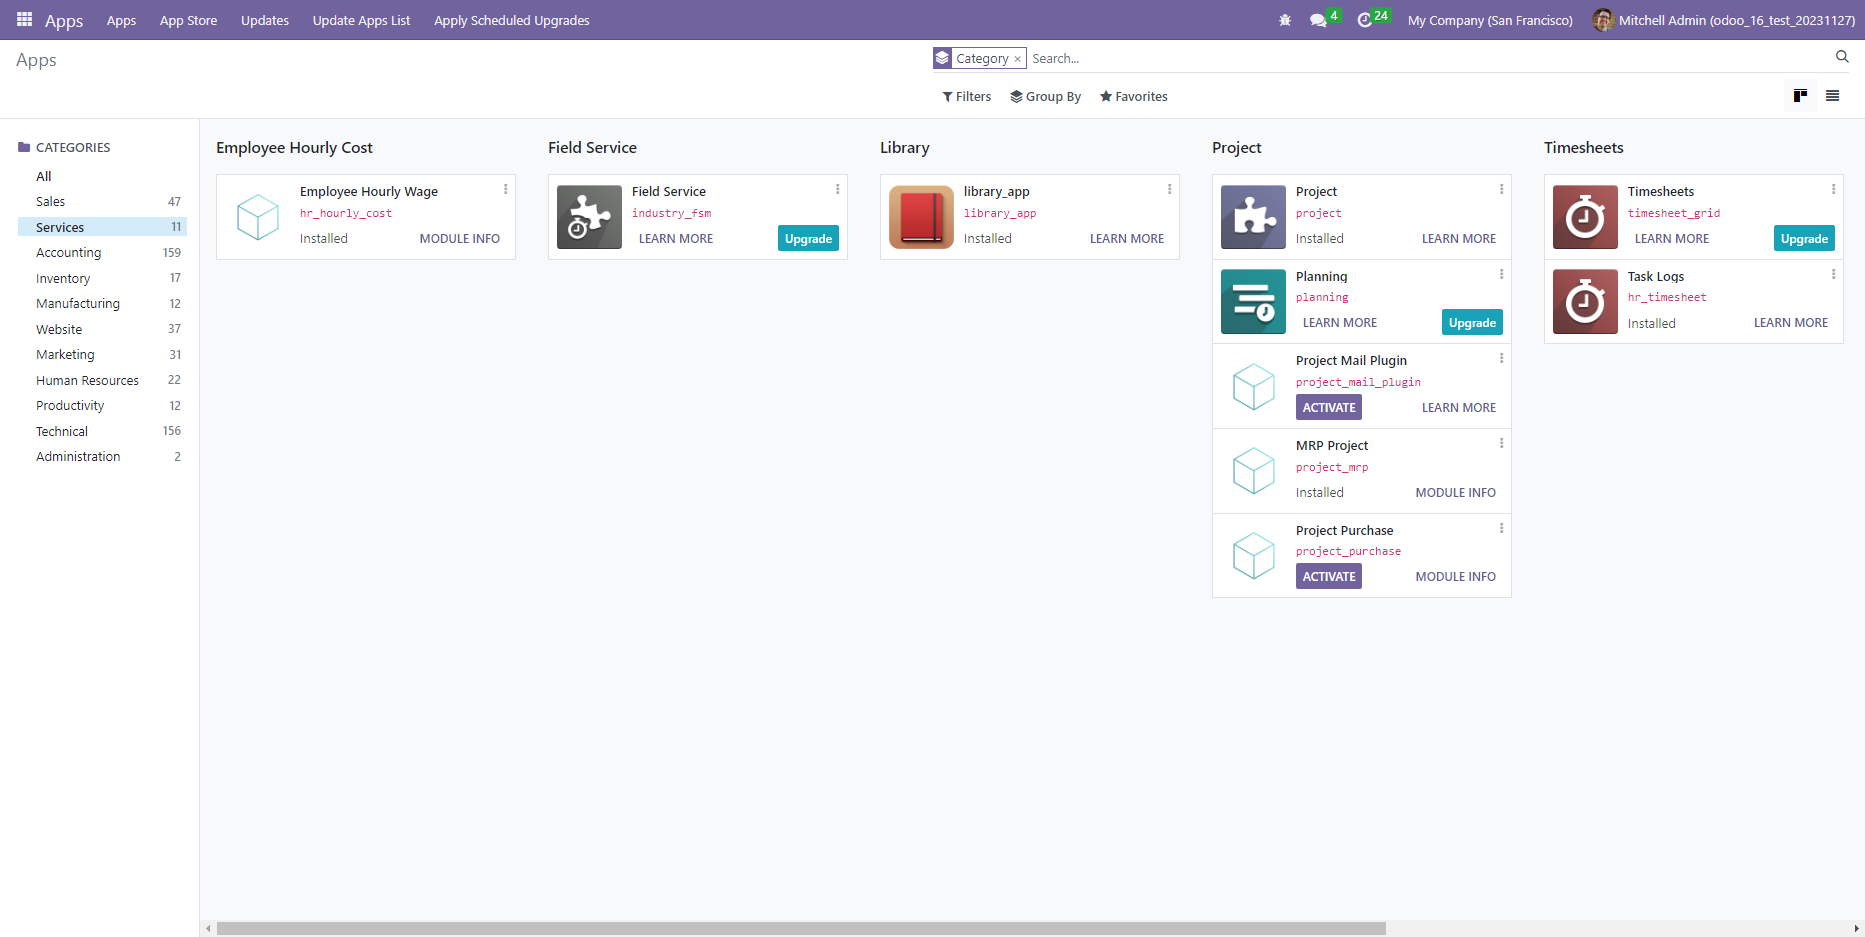 Apps
Apps
App Store
Updates
Update Apps List
Apply Scheduled Upgrades
4
24
My Company (San Francisco)
Mitchell Admin (odoo_16_test_20231127)
Apps
Category ×
Search...
Filters
Group By
Favorites
CATEGORIES
All
Sales 47
Services 11
Accounting 159
Inventory 17
Manufacturing 12
Website 37
Marketing 31
Human Resources 22
Productivity 12
Technical 156
Administration 2
Employee Hourly Cost
Employee Hourly Wage
hr_hourly_cost
Installed MODULE INFO
Field Service
Field Service
industry_fsm
LEARN MORE Upgrade
Library
library_app
library_app
Installed LEARN MORE
Project
Project
project
Installed LEARN MORE
Planning
planning
LEARN MORE Upgrade
Project Mail Plugin
project_mail_plugin
ACTIVATE LEARN MORE
MRP Project
project_mrp
Installed MODULE INFO
Project Purchase
project_purchase
ACTIVATE MODULE INFO
Timesheets
Timesheets
timesheet_grid
LEARN MORE Upgrade
Task Logs
hr_timesheet
Installed LEARN MORE